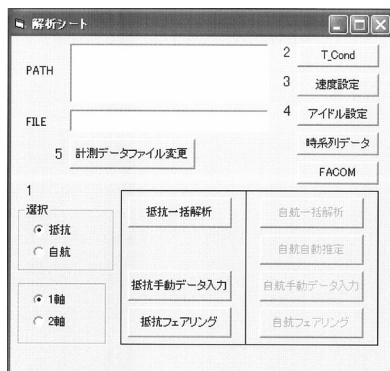 解析シート
PATH
2 T_Cond
3 速度設定
FILE
4 アイドル設定
5 計測データファイル変更
時系列データ
FACOM
1
選択
抵抗
自航
抵抗一括解析
自航一括解析
自航自動推定
1軸
2軸
抵抗手動データ入力
自航手動データ入力
抵抗フェアリング
自航フェアリング